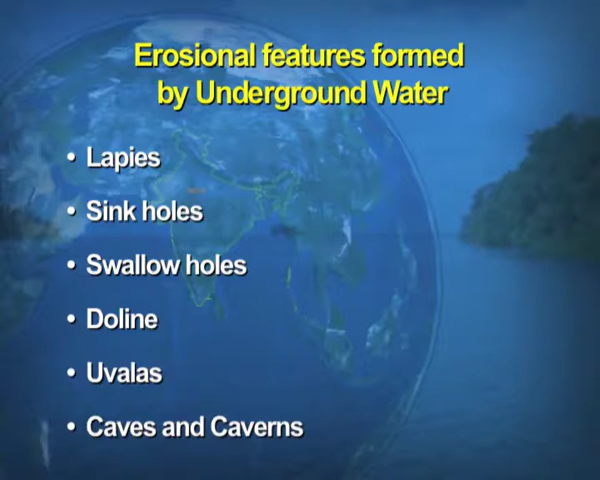 Erosional features formed
by Underground Water
• Lapies
• Sink holes
• Swallow holes
• Doline
• Uvalas
• Caves and Caverns